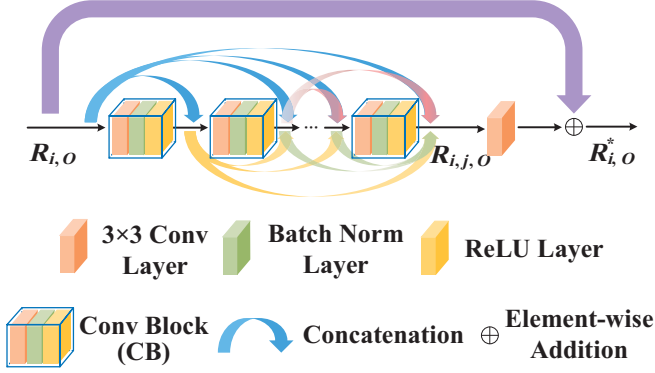 R_{i,O}
...
R_{i,j,O}
R^*_{i,O}
3×3 Conv
Layer
Batch Norm
Layer
ReLU Layer
Conv Block
(CB)
Concatenation
Element-wise
Addition